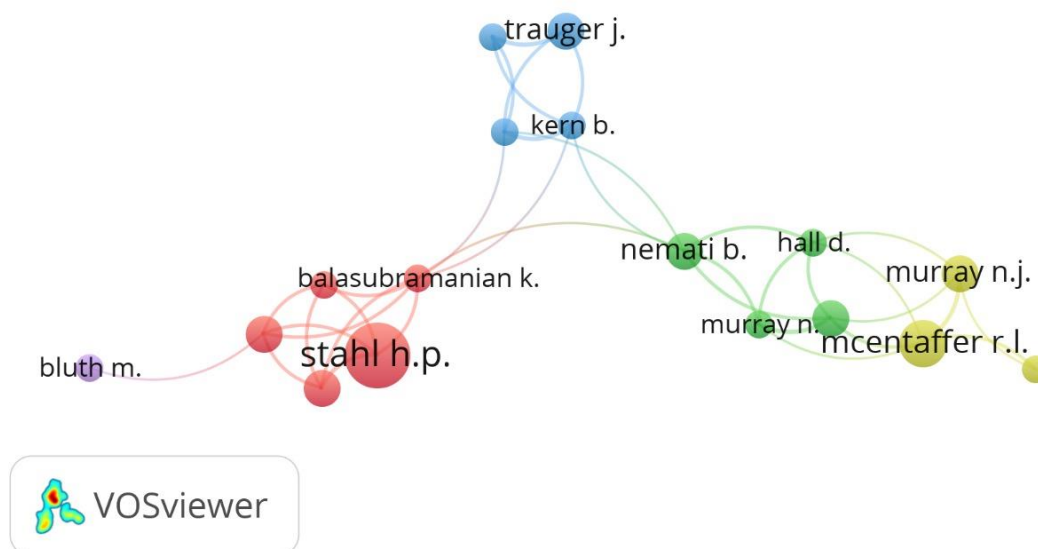 trauger j.
kern b.
nemati b.
hall d.
balasubramanian k.
murray n.j.
murray n.
mcentaffer r.l.
stahl h.p.
bluth m.
VOSviewer